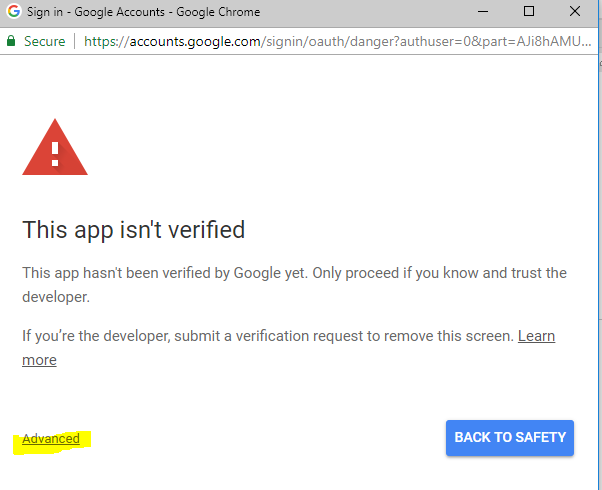 Sign in - Google Accounts - Google Chrome
Secure | https://accounts.google.com/signin/oauth/danger?authuser=0&part=AJi8hAMU...
This app isn't verified
This app hasn't been verified by Google yet. Only proceed if you know and trust the
developer.
If you’re the developer, submit a verification request to remove this screen. Learn
more
Advanced
BACK TO SAFETY